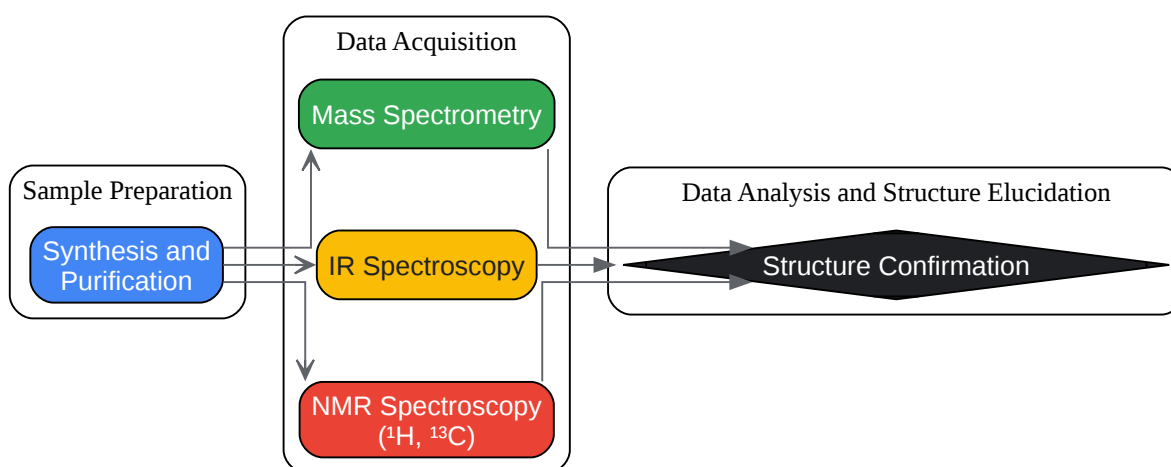 Sample Preparation
Synthesis and
Purification
Data Acquisition
Mass Spectrometry
IR Spectroscopy
NMR Spectroscopy
(¹H, ¹³C)
Data Analysis and Structure Elucidation
Structure Confirmation